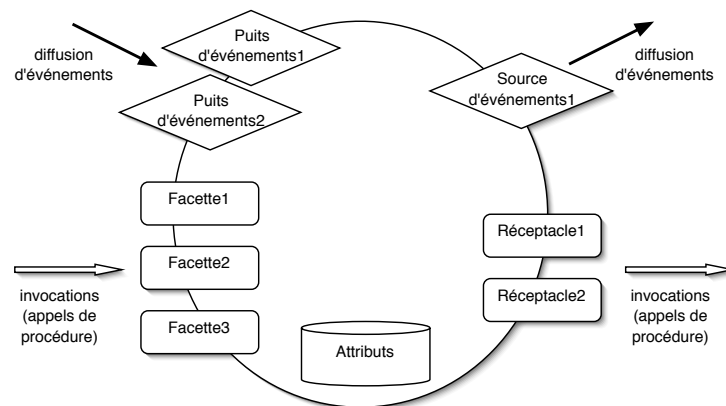 diffusion
d'événements
Puits
d'événements1
Puits
d'événements2
Source
d'événements1
diffusion
d'événements
Facette1
Facette2
Facette3
invocations
(appels de
procédure)
Réceptacle1
Réceptacle2
invocations
(appels de
procédure)
Attributs